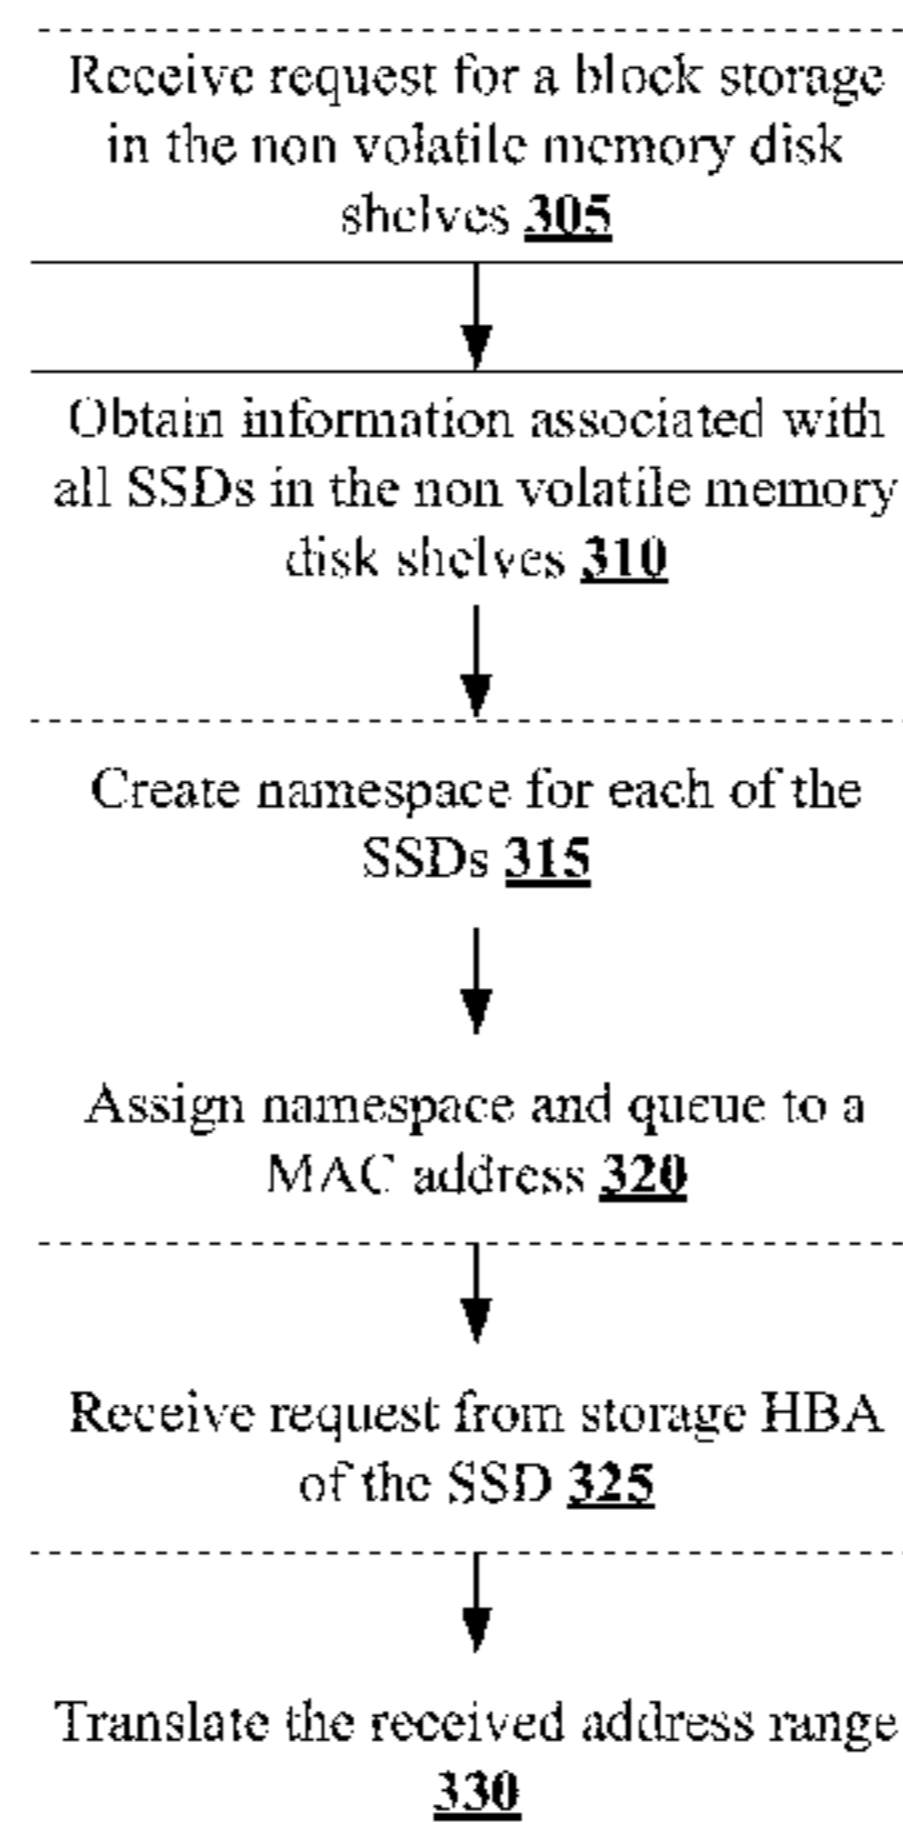 Receive request for a block storage
in the non volatile memory disk
shelves 305
Obtain information associated with
all SSDs in the non volatile memory
disk shelves 310
Create namespace for each of the
SSDs 315
Assign namespace and queue to a
MAC address 320
Receive request from storage HBA
of the SSD 325
Translate the received address range
330